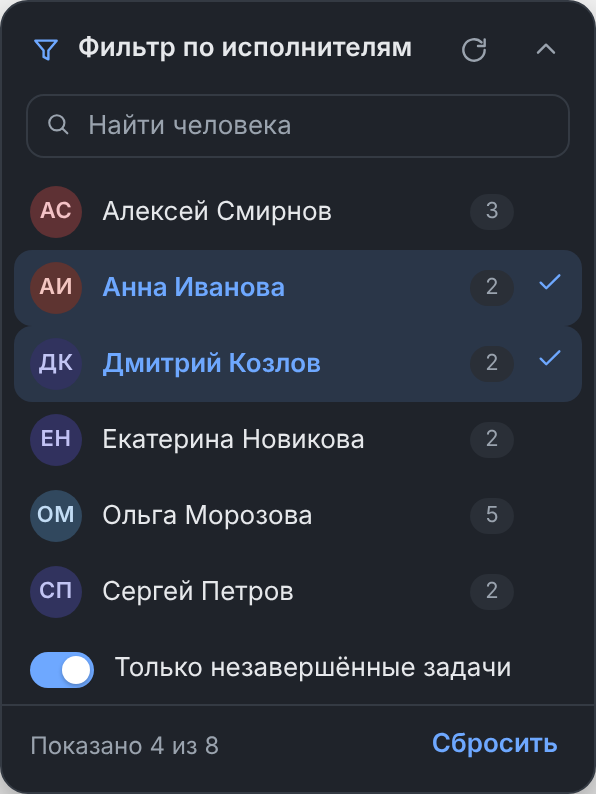 Фильтр по исполнителям
Найти человека
АС Алексей Смирнов 3
АИ Анна Иванова 2
ДК Дмитрий Козлов 2
ЕН Екатерина Новикова 2
ОМ Ольга Морозова 5
СП Сергей Петров 2
Только незавершённые задачи
Показано 4 из 8 Сбросить